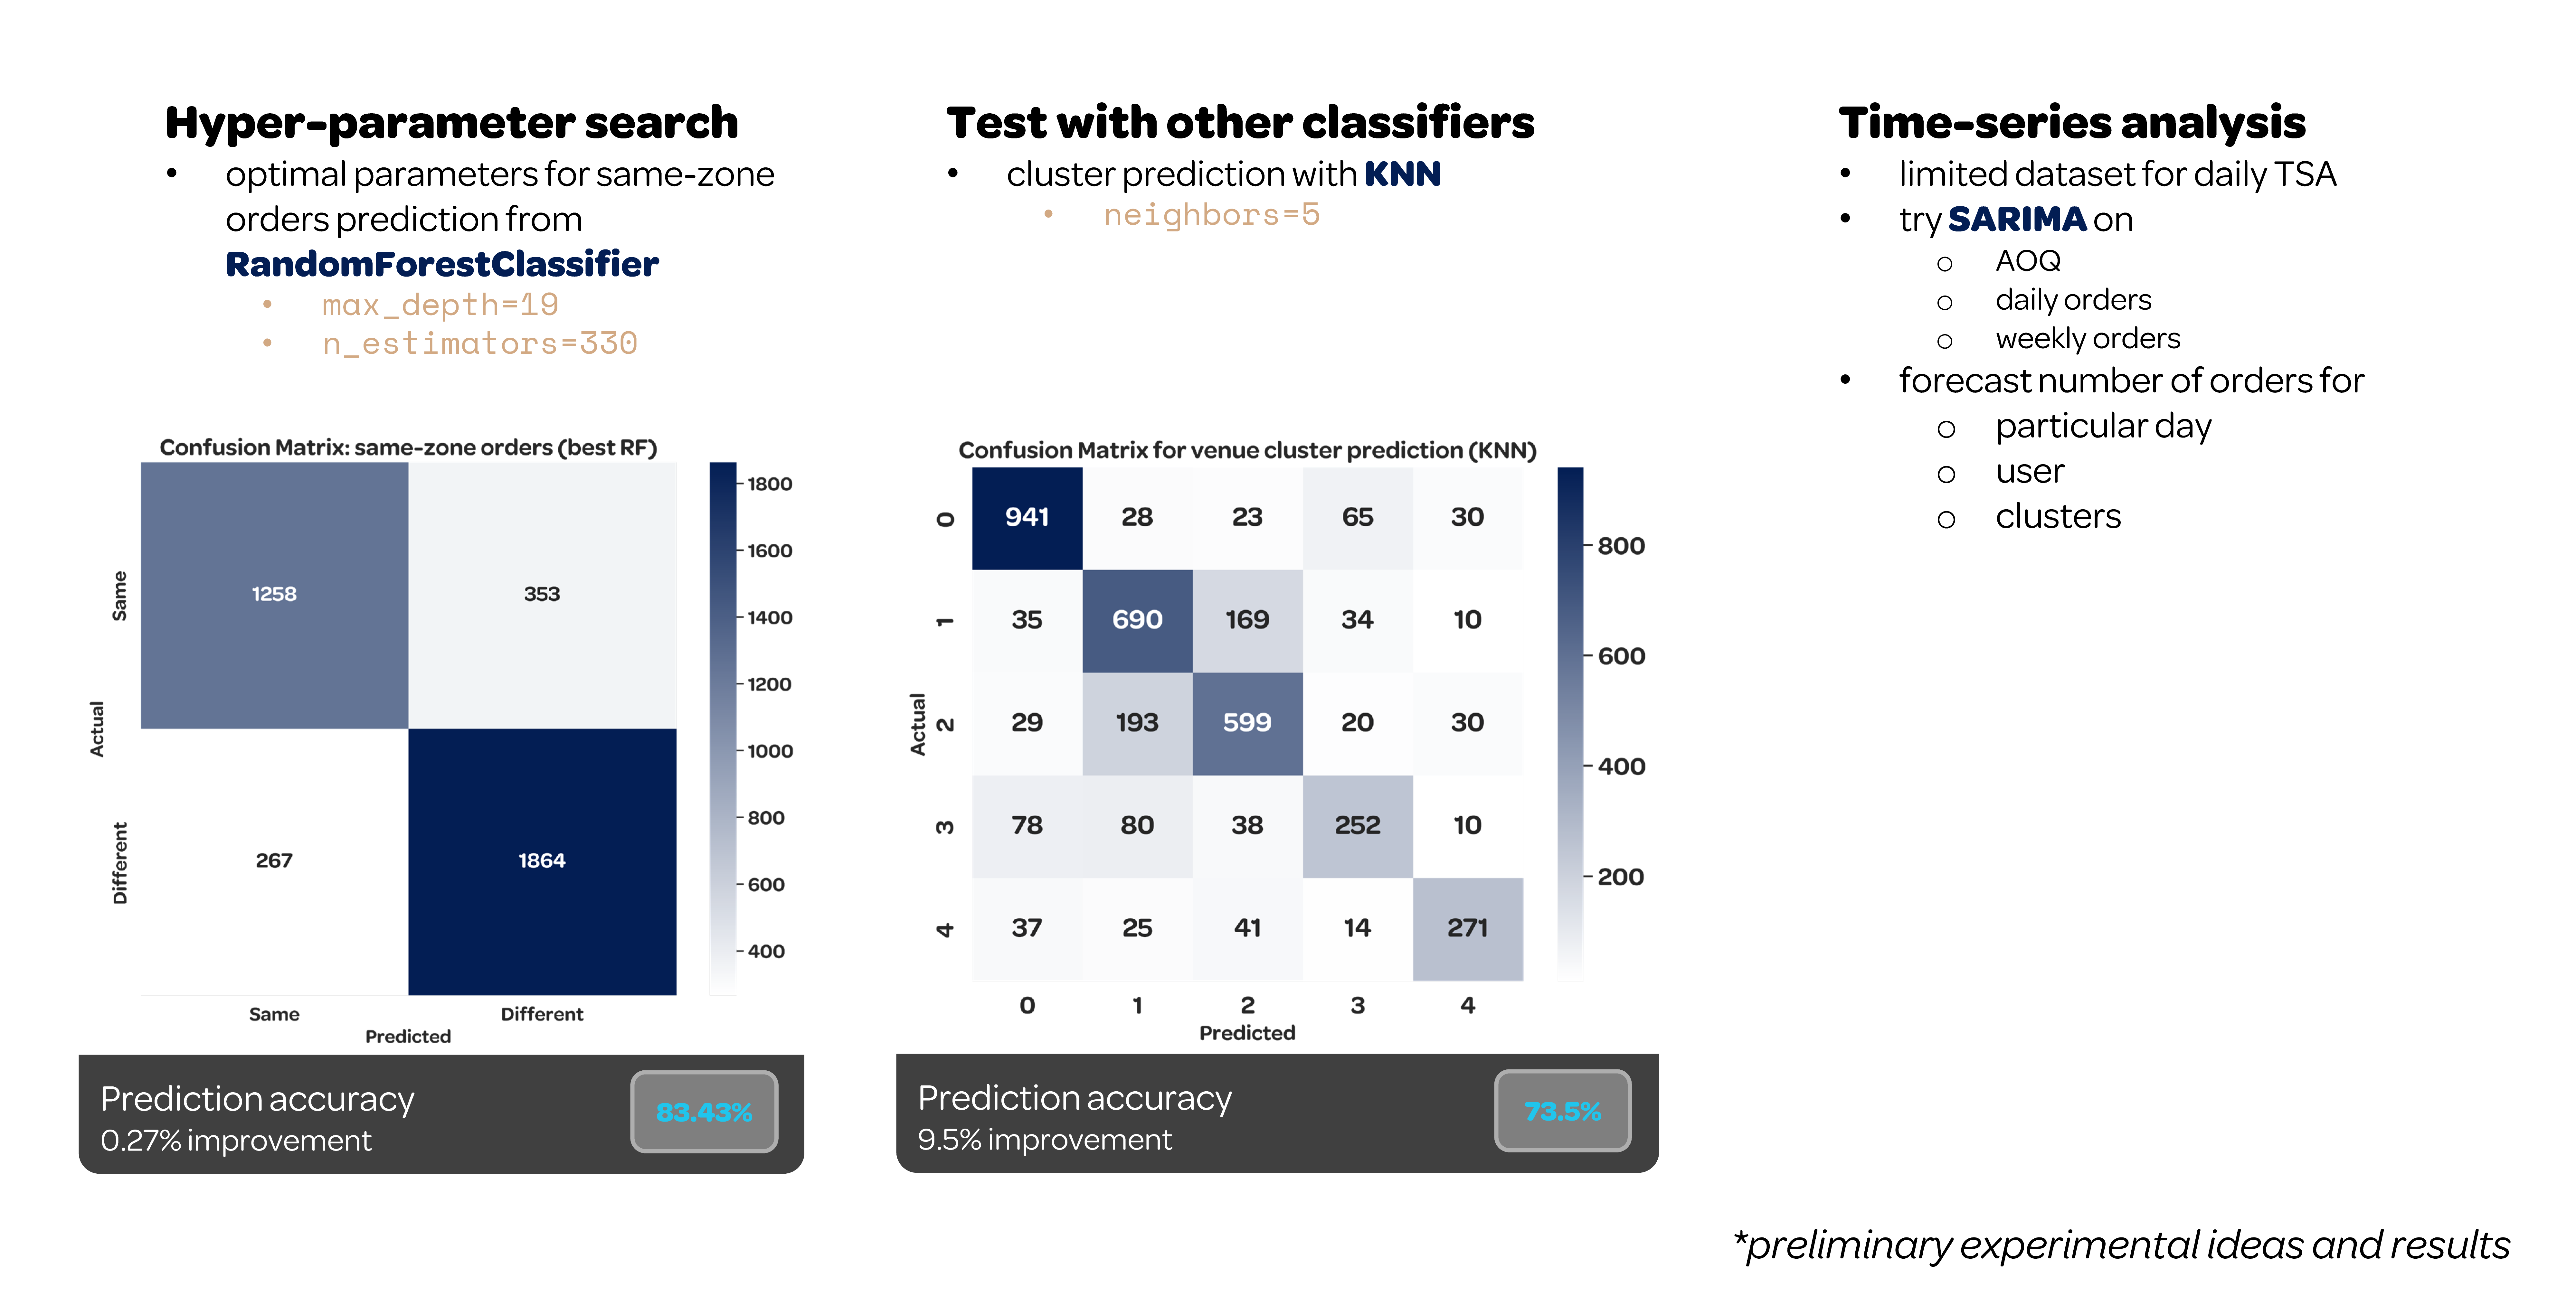 Hyper-parameter search
• optimal parameters for same-zone
orders prediction from
RandomForestClassifier
• max_depth=19
• n_estimators=330
Confusion Matrix: same-zone orders (best RF)
Actual
Same
Different
1258 353
267 1864
Same Different
Predicted
1800
1600
1400
1200
1000
800
600
400
Prediction accuracy
0.27% improvement
83.43%
Test with other classifiers
• cluster prediction with KNN
• neighbors=5
Confusion Matrix for venue cluster prediction (KNN)
Actual
0 941 28 23 65 30
1 35 690 169 34 10
2 29 193 599 20 30
3 78 80 38 252 10
4 37 25 41 14 271
0 1 2 3 4
Predicted
800
600
400
200
Prediction accuracy
9.5% improvement
73.5%
Time-series analysis
• limited dataset for daily TSA
• try SARIMA on
○ AOQ
○ daily orders
○ weekly orders
• forecast number of orders for
○ particular day
○ user
○ clusters
*preliminary experimental ideas and results